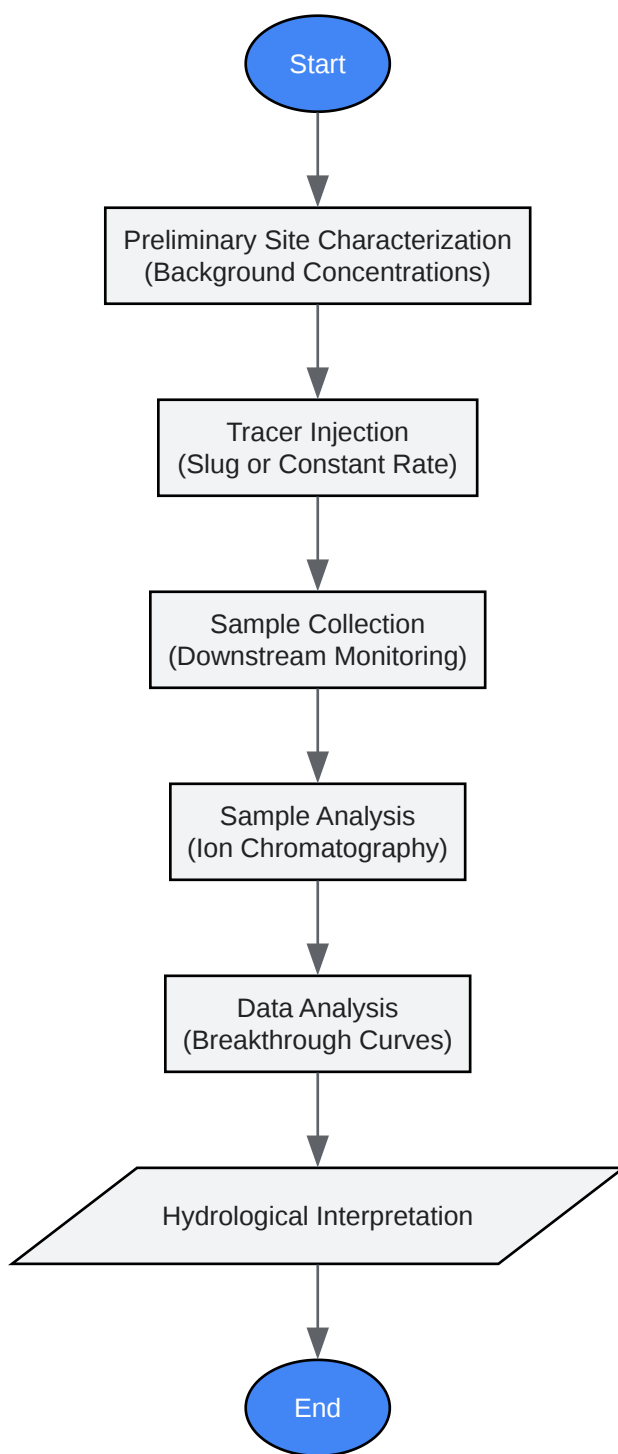 Start
Preliminary Site Characterization
(Background Concentrations)
Tracer Injection
(Slug or Constant Rate)
Sample Collection
(Downstream Monitoring)
Sample Analysis
(Ion Chromatography)
Data Analysis
(Breakthrough Curves)
Hydrological Interpretation
End